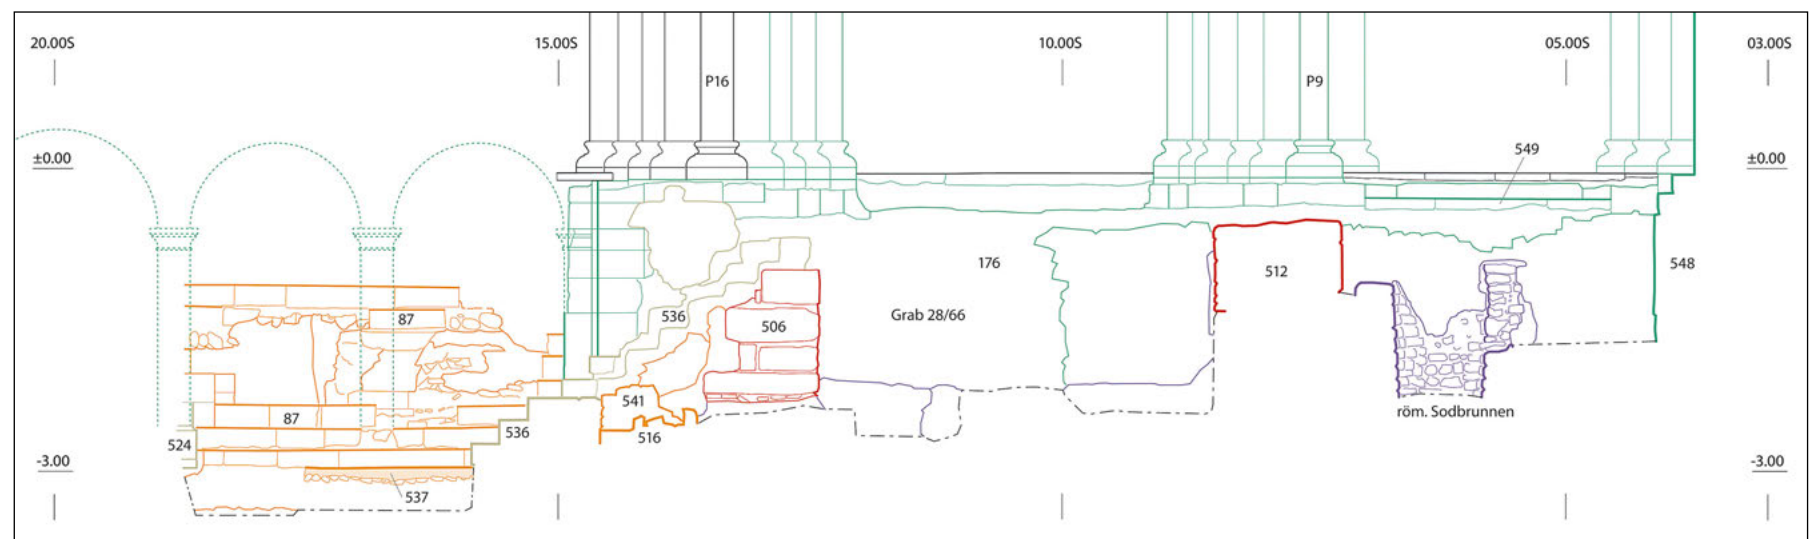 20.00S 15.00S 10.00S 05.00S 03.00S
P16 P9
±0.00 549 ±0.00
176 512 548
536 506 Grab 28/66
87
541 röm. Sodbrunnen
87 536 516
524
-3.00 -3.00
537